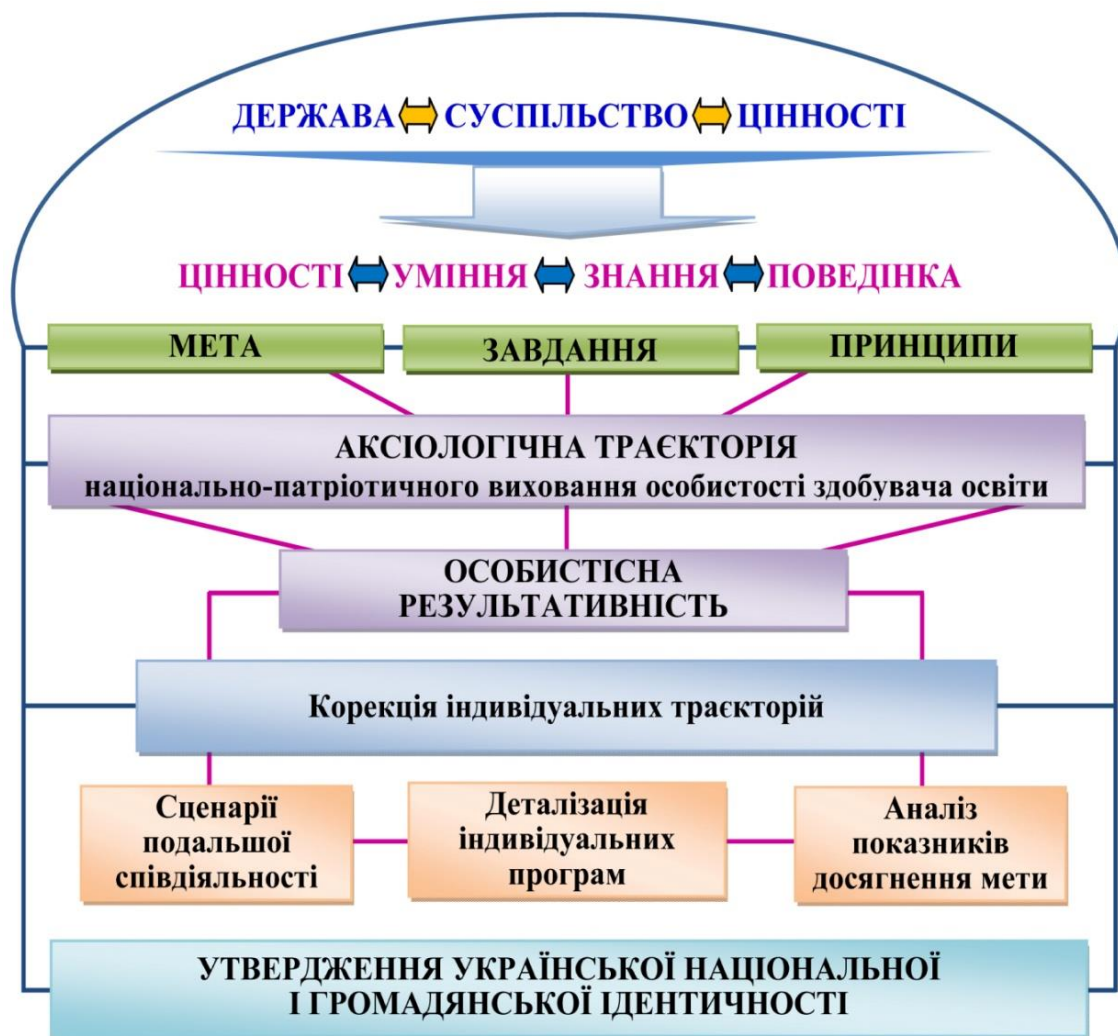 ДЕРЖАВА СУСПІЛЬСТВО ЦІННОСТІ
ЦІННОСТІ УМІННЯ ЗНАННЯ ПОВЕДІНКА
МЕТА ЗАВДАННЯ ПРИНЦИПИ
АКСІОЛОГІЧНА ТРАЄКТОРІЯ
національно-патріотичного виховання особистості здобувача освіти
ОСОБИСТІСНА
РЕЗУЛЬТАТИВНІСТЬ
Корекція індивідуальних траєкторій
Сценарії
подальшої
співдіяльності
Деталізація
індивідуальних
програм
Аналіз
показників
досягнення мети
УТВЕРДЖЕННЯ УКРАЇНСЬКОЇ НАЦІОНАЛЬНОЇ
І ГРОМАДЯНСЬКОЇ ІДЕНТИЧНОСТІ